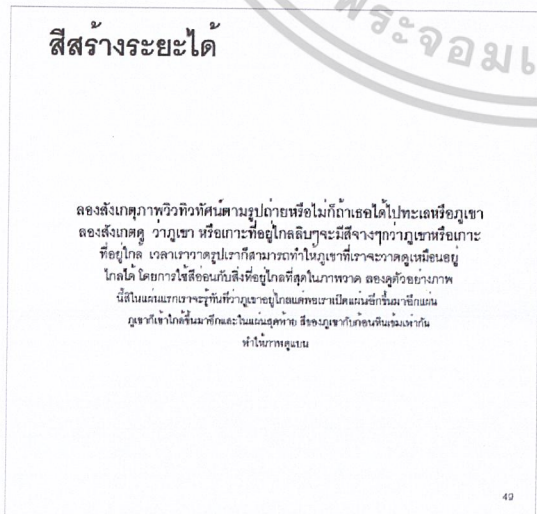 พระจอมเ
สีสร้างระยะได้
ลองสังเกตุภาพวิวทิวทัศน์ตามรูปถ่ายหรือไม่ก็ถ้าเธอได้ไปทะเลหรือภูเขา
ลองสังเกตดู ว่าภูเขา หรือเกาะที่อยู่ไกลลิบๆจะมีสีจางๆกว่าภูเขาหรือเกาะ
ที่อยู่ใกล้ เวลาเราวาดรูปเราก็สามารถทำให้ภูเขาที่เราจะวาดดูเหมือนอยู่
ไกลได้ โดยการใช้สีอ่อนกับสิ่งที่อยู่ไกลที่สุดในภาพวาด ลองดูตัวอย่างภาพ
นี้สิในแผ่นแรกเราจะรู้ทันทีว่าภูเขาอยู่ไกลแต่พอเราเปิดแผ่นอีกขึ้นมาอีกแผ่น
ภูเขาก็เข้าใกล้ขึ้นมาอีกและในแผ่นสุดท้าย สีของภูเขากับก้อนหินเข้มเท่ากัน
ทำให้ภาพดูแบน
49